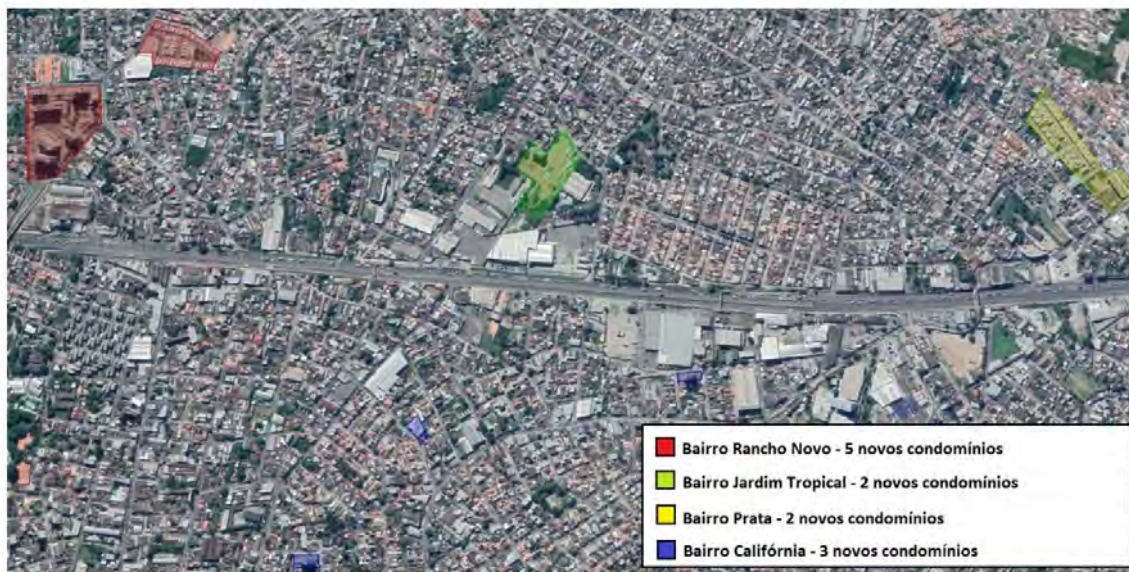 Bairro Rancho Novo - 5 novos condomínios
Bairro Jardim Tropical - 2 novos condomínios
Bairro Prata - 2 novos condomínios
Bairro Califórnia - 3 novos condomínios